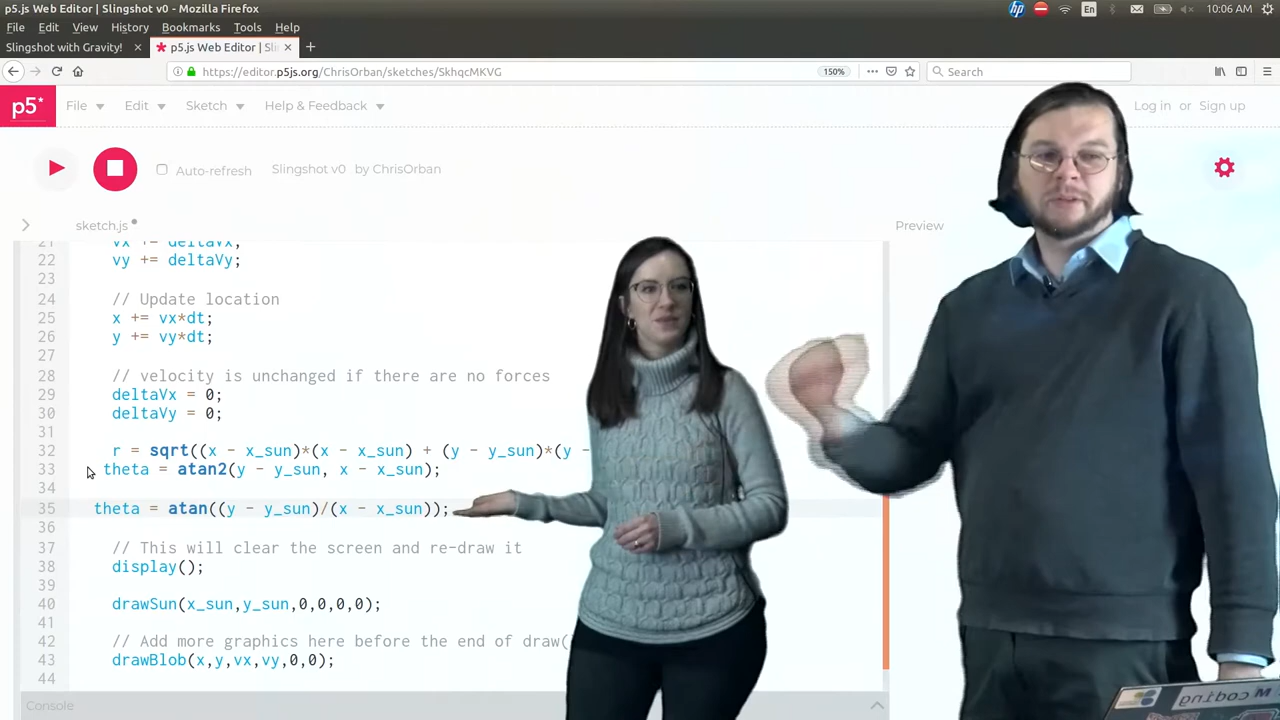 p5.js Web Editor | Slingshot v0 - Mozilla Firefox
10:06 AM
En
File Edit View History Bookmarks Tools Help
Slingshot with Gravity! × p5.js Web Editor | Sli × +
https://editor.p5js.org/ChrisOrban/sketches/SkhqcMKVG 150% Search
p5* File Edit Sketch Help & Feedback Log in or Sign up
Auto-refresh Slingshot v0 by ChrisOrban
sketch.js Preview
21 vx += deltaVx;
22 vy += deltaVy;
23
24 // Update location
25 x += vx*dt;
26 y += vy*dt;
27
28 // velocity is unchanged if there are no forces
29 deltaVx = 0;
30 deltaVy = 0;
31
32 r = sqrt((x - x_sun)*(x - x_sun) + (y - y_sun)*(y -
33 theta = atan2(y - y_sun, x - x_sun);
34
35 theta = atan((y - y_sun)/(x - x_sun));
36
37 // This will clear the screen and re-draw it
38 display();
39
40 drawSun(x_sun,y_sun,0,0,0,0);
41
42 // Add more graphics here before the end of draw(
43 drawBlob(x,y,vx,vy,0,0);
44
Console
M coding